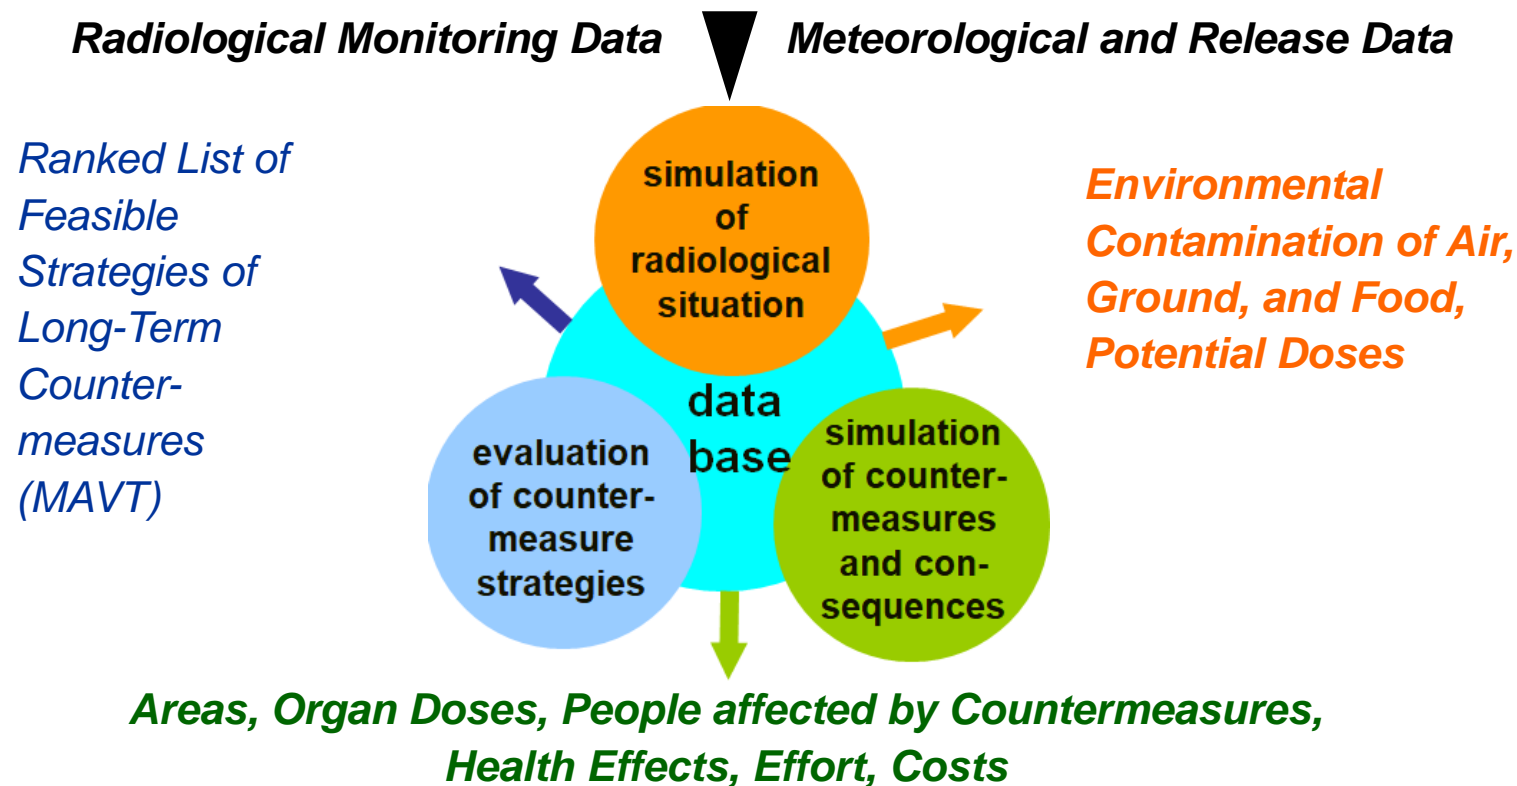 Radiological Monitoring Data
Meteorological and Release Data
Ranked List of
Feasible
Strategies of
Long-Term
Counter-
measures
(MAVT)
simulation
of
radiological
situation
Environmental
Contamination of Air,
Ground, and Food,
Potential Doses
data
base
evaluation
of counter-
measure
strategies
simulation
of counter-
measures
and con-
sequences
Areas, Organ Doses, People affected by Countermeasures,
Health Effects, Effort, Costs